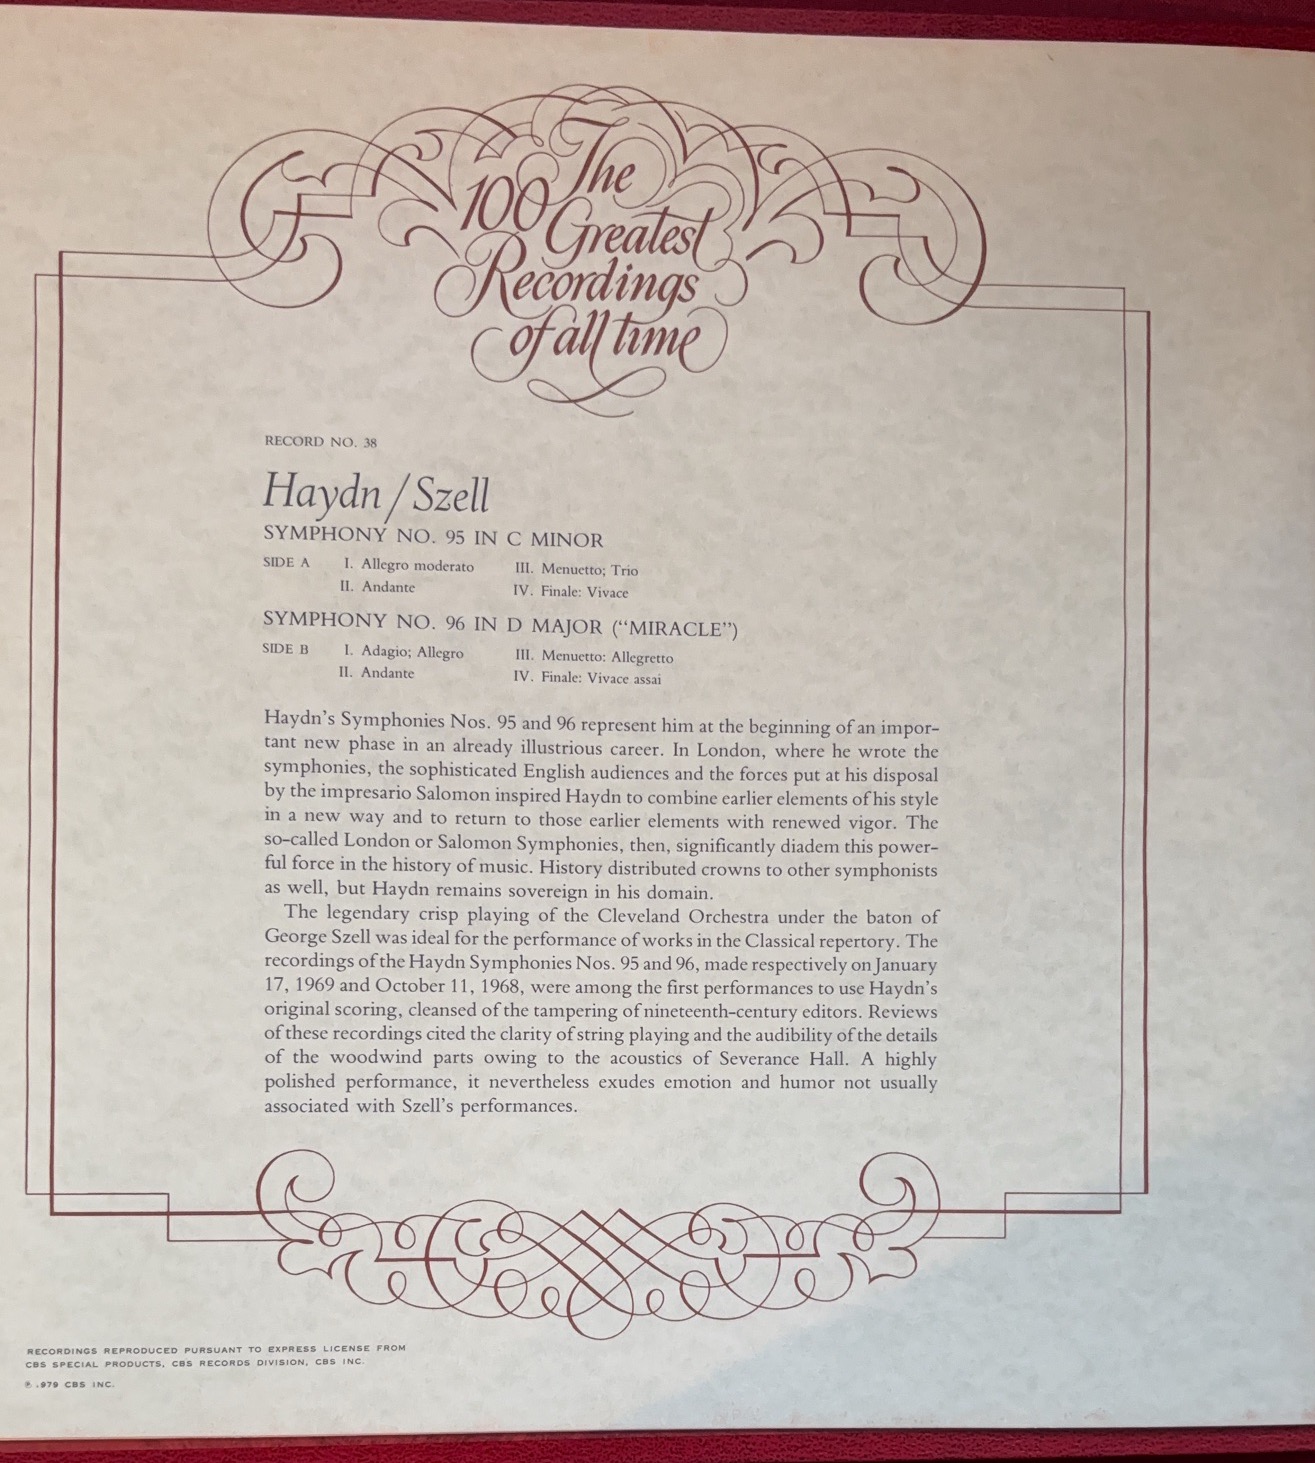 The
100
Greatest
Recordings
of all time
RECORD NO. 38
Haydn / Szell
SYMPHONY NO. 95 IN C MINOR
SIDE A I. Allegro moderato III. Menuetto; Trio
II. Andante IV. Finale: Vivace
SYMPHONY NO. 96 IN D MAJOR (“MIRACLE”)
SIDE B I. Adagio; Allegro III. Menuetto: Allegretto
II. Andante IV. Finale: Vivace assai
Haydn’s Symphonies Nos. 95 and 96 represent him at the beginning of an impor-
tant new phase in an already illustrious career. In London, where he wrote the
symphonies, the sophisticated English audiences and the forces put at his disposal
by the impresario Salomon inspired Haydn to combine earlier elements of his style
in a new way and to return to those earlier elements with renewed vigor. The
so-called London or Salomon Symphonies, then, significantly diadem this power-
ful force in the history of music. History distributed crowns to other symphonists
as well, but Haydn remains sovereign in his domain.
The legendary crisp playing of the Cleveland Orchestra under the baton of
George Szell was ideal for the performance of works in the Classical repertory. The
recordings of the Haydn Symphonies Nos. 95 and 96, made respectively on January
17, 1969 and October 11, 1968, were among the first performances to use Haydn’s
original scoring, cleansed of the tampering of nineteenth-century editors. Reviews
of these recordings cited the clarity of string playing and the audibility of the details
of the woodwind parts owing to the acoustics of Severance Hall. A highly
polished performance, it nevertheless exudes emotion and humor not usually
associated with Szell’s performances.
RECORDINGS REPRODUCED PURSUANT TO EXPRESS LICENSE FROM
CBS SPECIAL PRODUCTS, CBS RECORDS DIVISION, CBS INC.
℗ .979 CBS INC.